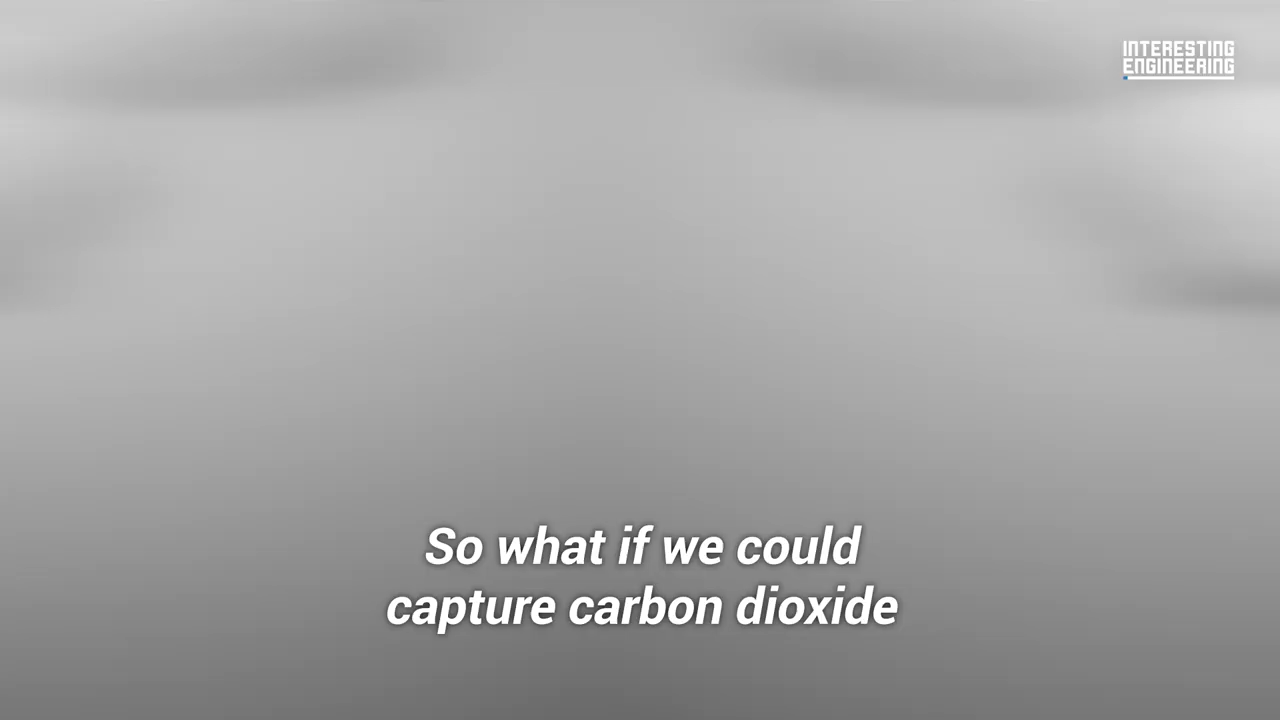 INTERESTING
ENGINEERING
So what if we could
capture carbon dioxide